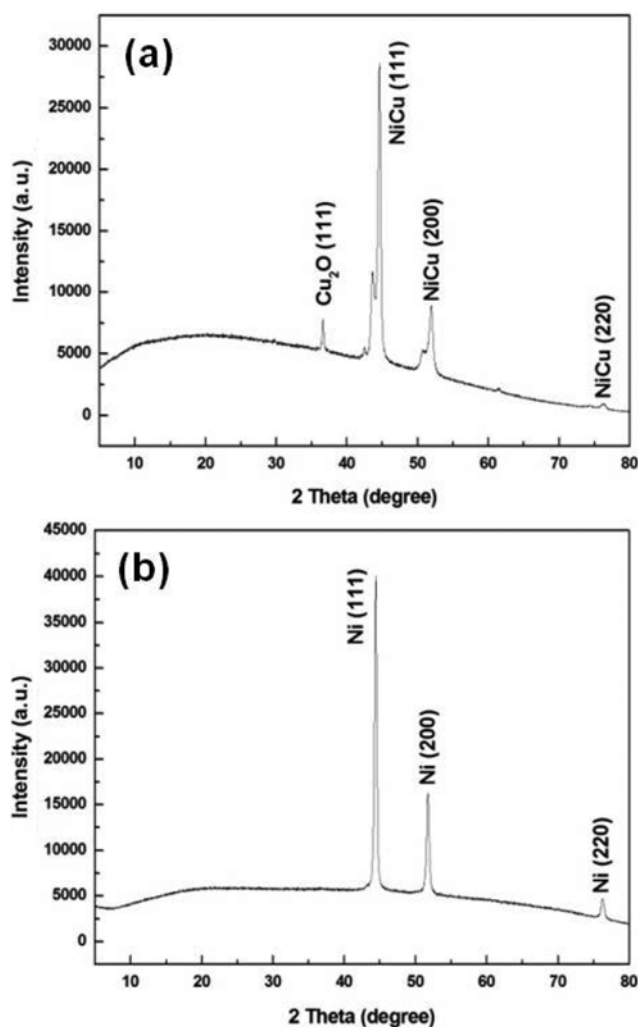 (a)
30000
25000
20000
15000
10000
5000
0
Intensity (a. u.)
Cu₂O (111)
NiCu (111)
NiCu (200)
NiCu (220)
10 20 30 40 50 60 70 80
2 Theta (degree)
(b)
45000
40000
35000
30000
25000
20000
15000
10000
5000
0
Intensity (a.u.)
Ni (111)
Ni (200)
Ni (220)
10 20 30 40 50 60 70 80
2 Theta (degree)